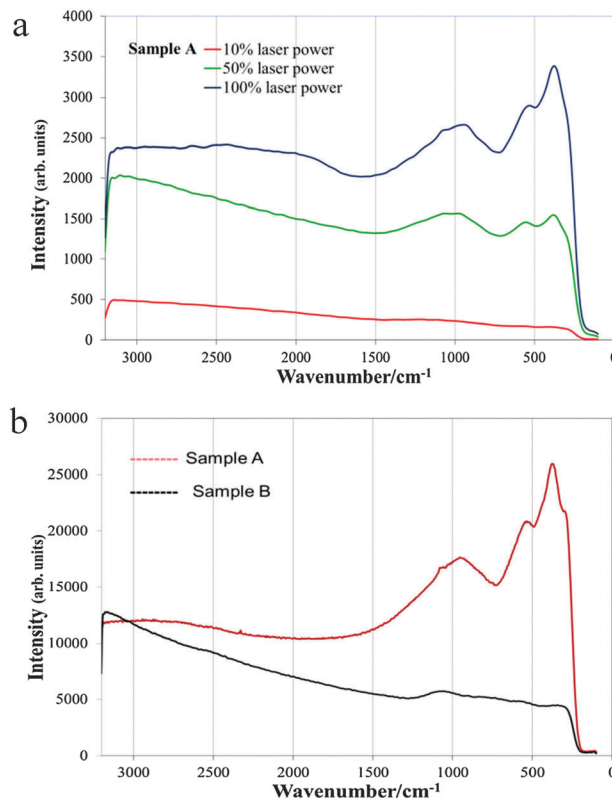 a
4000
3500
3000
2500
2000
1500
1000
500
0
Sample A
10% laser power
50% laser power
100% laser power
Intensity (arb. units)
3000 2500 2000 1500 1000 500 0
Wavenumber/cm-1
b
30000
25000
20000
15000
10000
5000
0
Sample A
Sample B
Intensity (arb. units)
3000 2500 2000 1500 1000 500 0
Wavenumber/cm-1